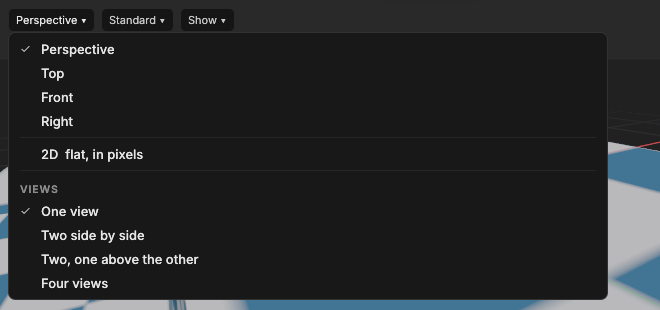 Perspective ▾ Standard ▾ Show ▾
✓ Perspective
Top
Front
Right
2D flat, in pixels
VIEWS
✓ One view
Two side by side
Two, one above the other
Four views